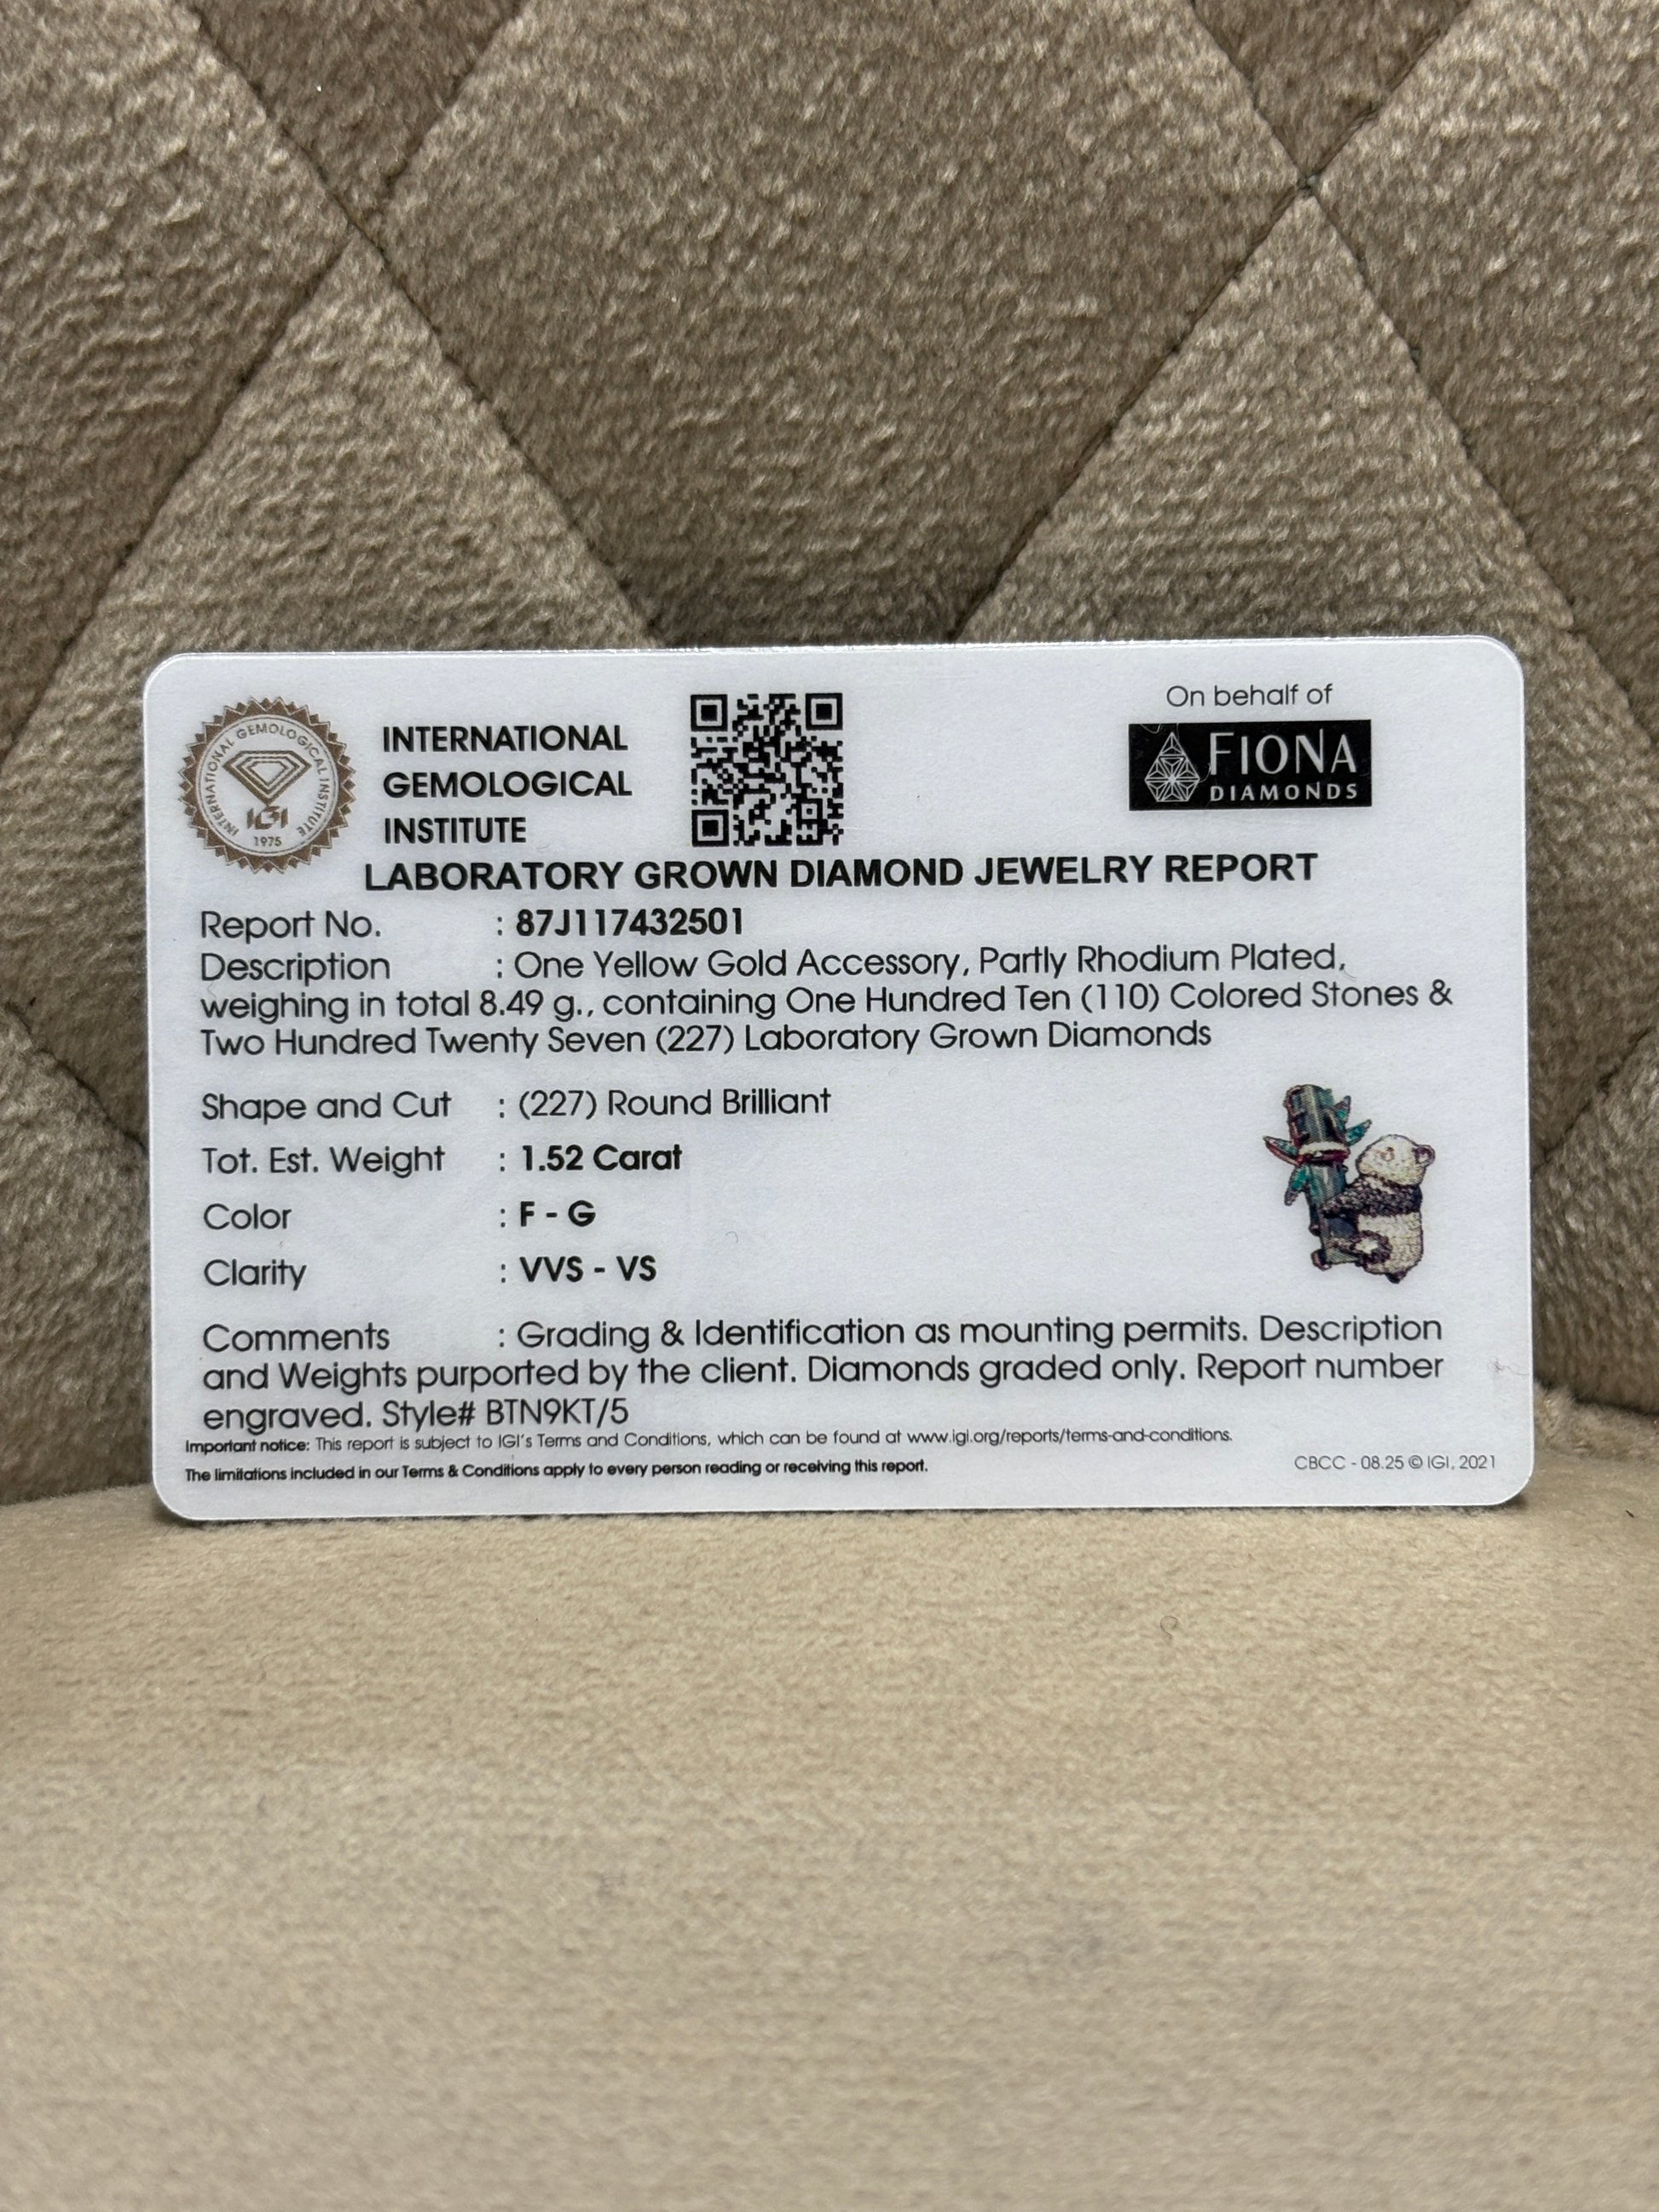 INTERNATIONAL
GEMOLOGICAL
INSTITUTE
INTERNATIONAL GEMOLOGICAL INSTITUTE
IGI
1975
On behalf of
FIONA
DIAMONDS
LABORATORY GROWN DIAMOND JEWELRY REPORT
Report No. : 87J117432501
Description : One Yellow Gold Accessory, Partly Rhodium Plated,
weighing in total 8.49 g., containing One Hundred Ten (110) Colored Stones &
Two Hundred Twenty Seven (227) Laboratory Grown Diamonds
Shape and Cut : (227) Round Brilliant
Tot. Est. Weight : 1.52 Carat
Color : F - G
Clarity : VVS - VS
Comments : Grading & Identification as mounting permits. Description
and Weights purported by the client. Diamonds graded only. Report number
engraved. Style# BTN9KT/5
Important notice: This report is subject to IGI's Terms and Conditions, which can be found at www.igi.org/reports/terms-and-conditions.
The limitations included in our Terms & Conditions apply to every person reading or receiving this report.
CBCC - 08.25 © IGI, 2021